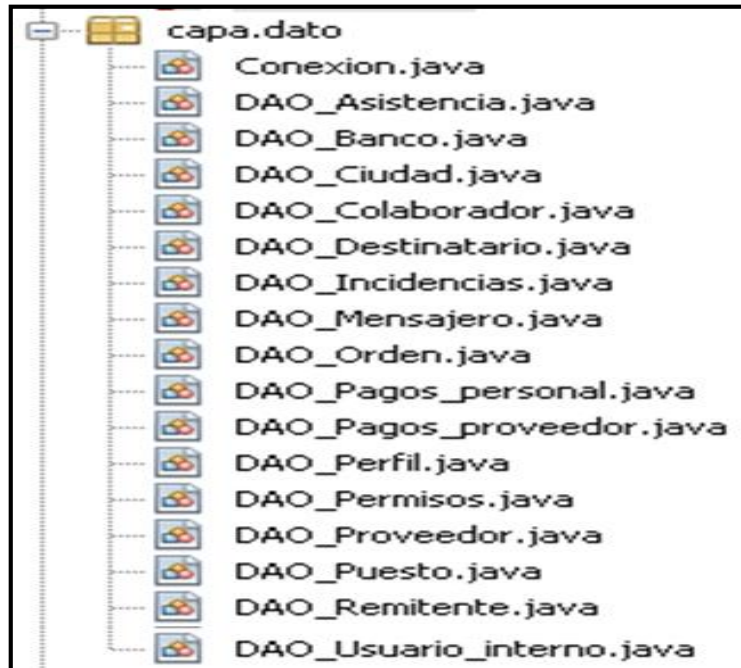 capa.dato
Conexion.java
DAO_Asistencia.java
DAO_Banco.java
DAO_Ciudad.java
DAO_Colaborador.java
DAO_Destinatario.java
DAO_Incidencias.java
DAO_Mensajero.java
DAO_Orden.java
DAO_Pagos_personal.java
DAO_Pagos_proveedor.java
DAO_Perfil.java
DAO_Permisos.java
DAO_Proveedor.java
DAO_Puesto.java
DAO_Remitente.java
DAO_Usuario_interno.java